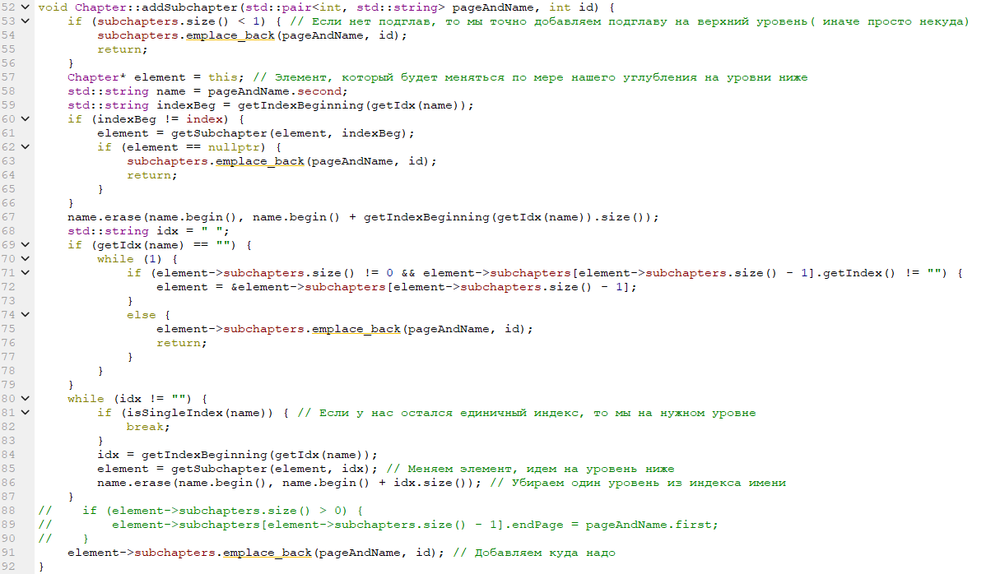 52 void Chapter::addSubchapter(std::pair<int, std::string> pageAndName, int id) {
53     if (subchapters.size() < 1) { // Если нет подглав, то мы точно добавляем подглаву на верхний уровень( иначе просто некуда)
54         subchapters.emplace_back(pageAndName, id);
55         return;
56     }
57     Chapter* element = this; // Элемент, который будет меняться по мере нашего углубления на уровни ниже
58     std::string name = pageAndName.second;
59     std::string indexBeg = getIndexBeginning(getIdx(name));
60     if (indexBeg != index) {
61         element = getSubchapter(element, indexBeg);
62         if (element == nullptr) {
63             subchapters.emplace_back(pageAndName, id);
64             return;
65         }
66     }
67     name.erase(name.begin(), name.begin() + getIndexBeginning(getIdx(name)).size());
68     std::string idx = " ";
69     if (getIdx(name) == "") {
70         while (1) {
71             if (element->subchapters.size() != 0 && element->subchapters[element->subchapters.size() - 1].getIndex() != "") {
72                 element = &element->subchapters[element->subchapters.size() - 1];
73             }
74             else {
75                 element->subchapters.emplace_back(pageAndName, id);
76                 return;
77             }
78         }
79     }
80     while (idx != "") {
81         if (isSingleIndex(name)) { // Если у нас остался единичный индекс, то мы на нужном уровне
82             break;
83         }
84         idx = getIndexBeginning(getIdx(name));
85         element = getSubchapter(element, idx); // Меняем элемент, идем на уровень ниже
86         name.erase(name.begin(), name.begin() + idx.size()); // Убираем один уровень из индекса имени
87     }
88 //    if (element->subchapters.size() > 0) {
89 //        element->subchapters[element->subchapters.size() - 1].endPage = pageAndName.first;
90 //    }
91     element->subchapters.emplace_back(pageAndName, id); // Добавляем куда надо
92 }